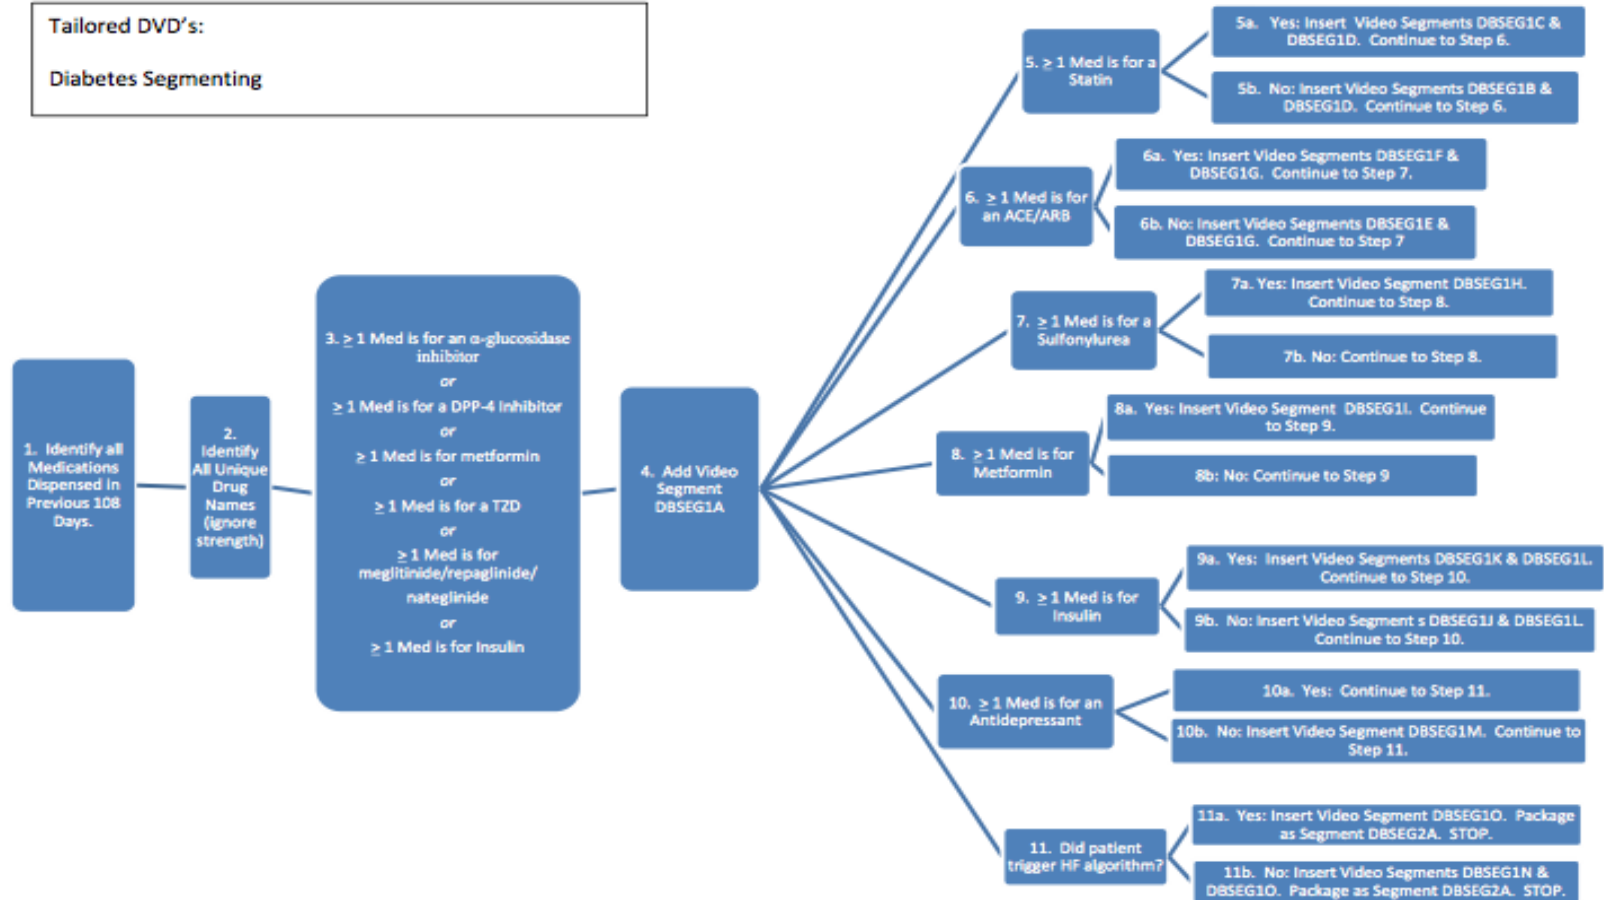 Tailored DVD's:
Diabetes Segmenting
1. Identify all
Medications
Dispensed in
Previous 108
Days.
2.
Identify
All Unique
Drug
Names
(ignore
strength)
3. ≥ 1 Med is for an α-glucosidase
inhibitor
or
≥ 1 Med is for a DPP-4 Inhibitor
or
≥ 1 Med is for metformin
or
≥ 1 Med is for a TZD
or
≥ 1 Med is for
meglitinide/repaglinide/
nateglinide
or
≥ 1 Med is for Insulin
4. Add Video
Segment
DBSEG1A
5. ≥ 1 Med is for a
Statin
5a. Yes: Insert Video Segments DBSEG1C &
DBSEG1D. Continue to Step 6.
5b. No: Insert Video Segments DBSEG1B &
DBSEG1D. Continue to Step 6.
6. ≥ 1 Med is for
an ACE/ARB
6a. Yes: Insert Video Segments DBSEG1F &
DBSEG1G. Continue to Step 7.
6b. No: Insert Video Segments DBSEG1E &
DBSEG1G. Continue to Step 7
7. ≥ 1 Med is for a
Sulfonylurea
7a. Yes: Insert Video Segment DBSEG1H.
Continue to Step 8.
7b. No: Continue to Step 8.
8. ≥ 1 Med is for
Metformin
8a. Yes: Insert Video Segment DBSEG1I. Continue
to Step 9.
8b: No: Continue to Step 9
9. ≥ 1 Med is for
Insulin
9a. Yes: Insert Video Segments DBSEG1K & DBSEG1L.
Continue to Step 10.
9b. No: Insert Video Segment s DBSEG1J & DBSEG1L.
Continue to Step 10.
10. ≥ 1 Med is for an
Antidepressant
10a. Yes: Continue to Step 11.
10b. No: Insert Video Segment DBSEG1M. Continue to
Step 11.
11. Did patient
trigger HF algorithm?
11a. Yes: Insert Video Segment DBSEG1O. Package
as Segment DBSEG2A. STOP.
11b. No: Insert Video Segments DBSEG1N &
DBSEG1O. Package as Segment DBSEG2A. STOP.